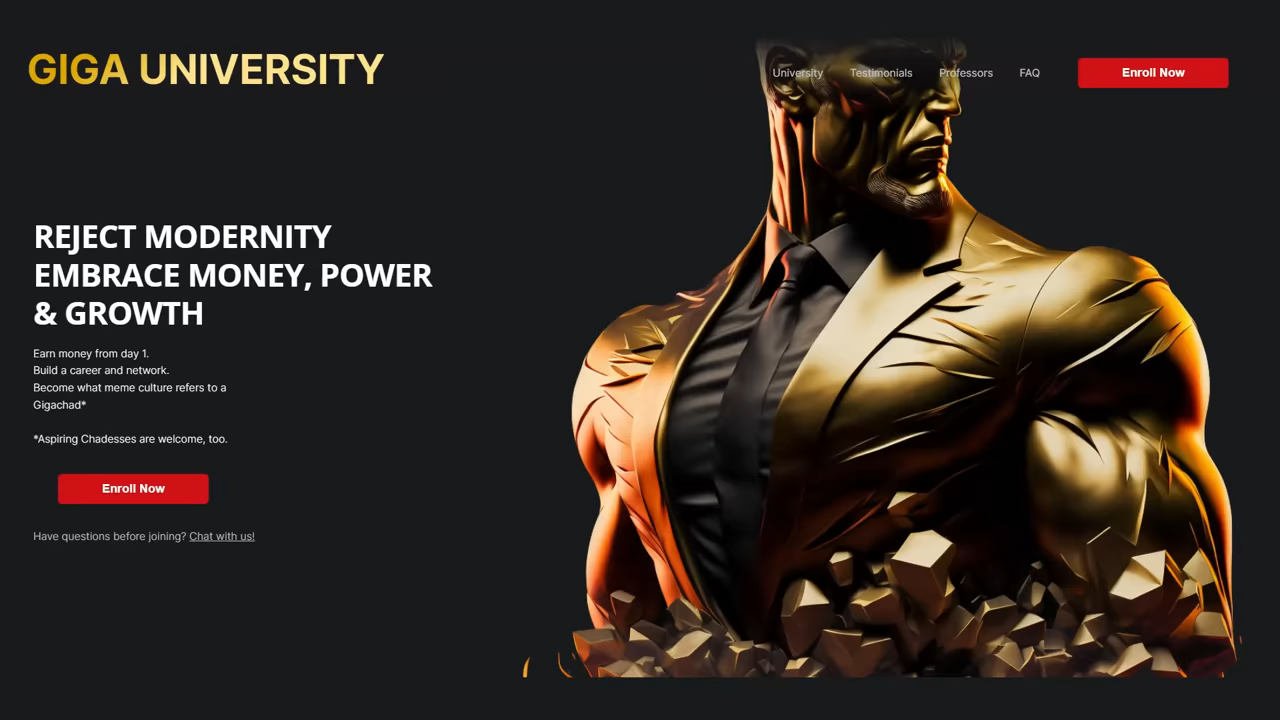 GIGA UNIVERSITY
University Testimonials Professors FAQ Enroll Now
REJECT MODERNITY
EMBRACE MONEY, POWER
& GROWTH
Earn money from day 1.
Build a career and network.
Become what meme culture refers to a
Gigachad*
*Aspiring Chadesses are welcome, too.
Enroll Now
Have questions before joining? Chat with us!